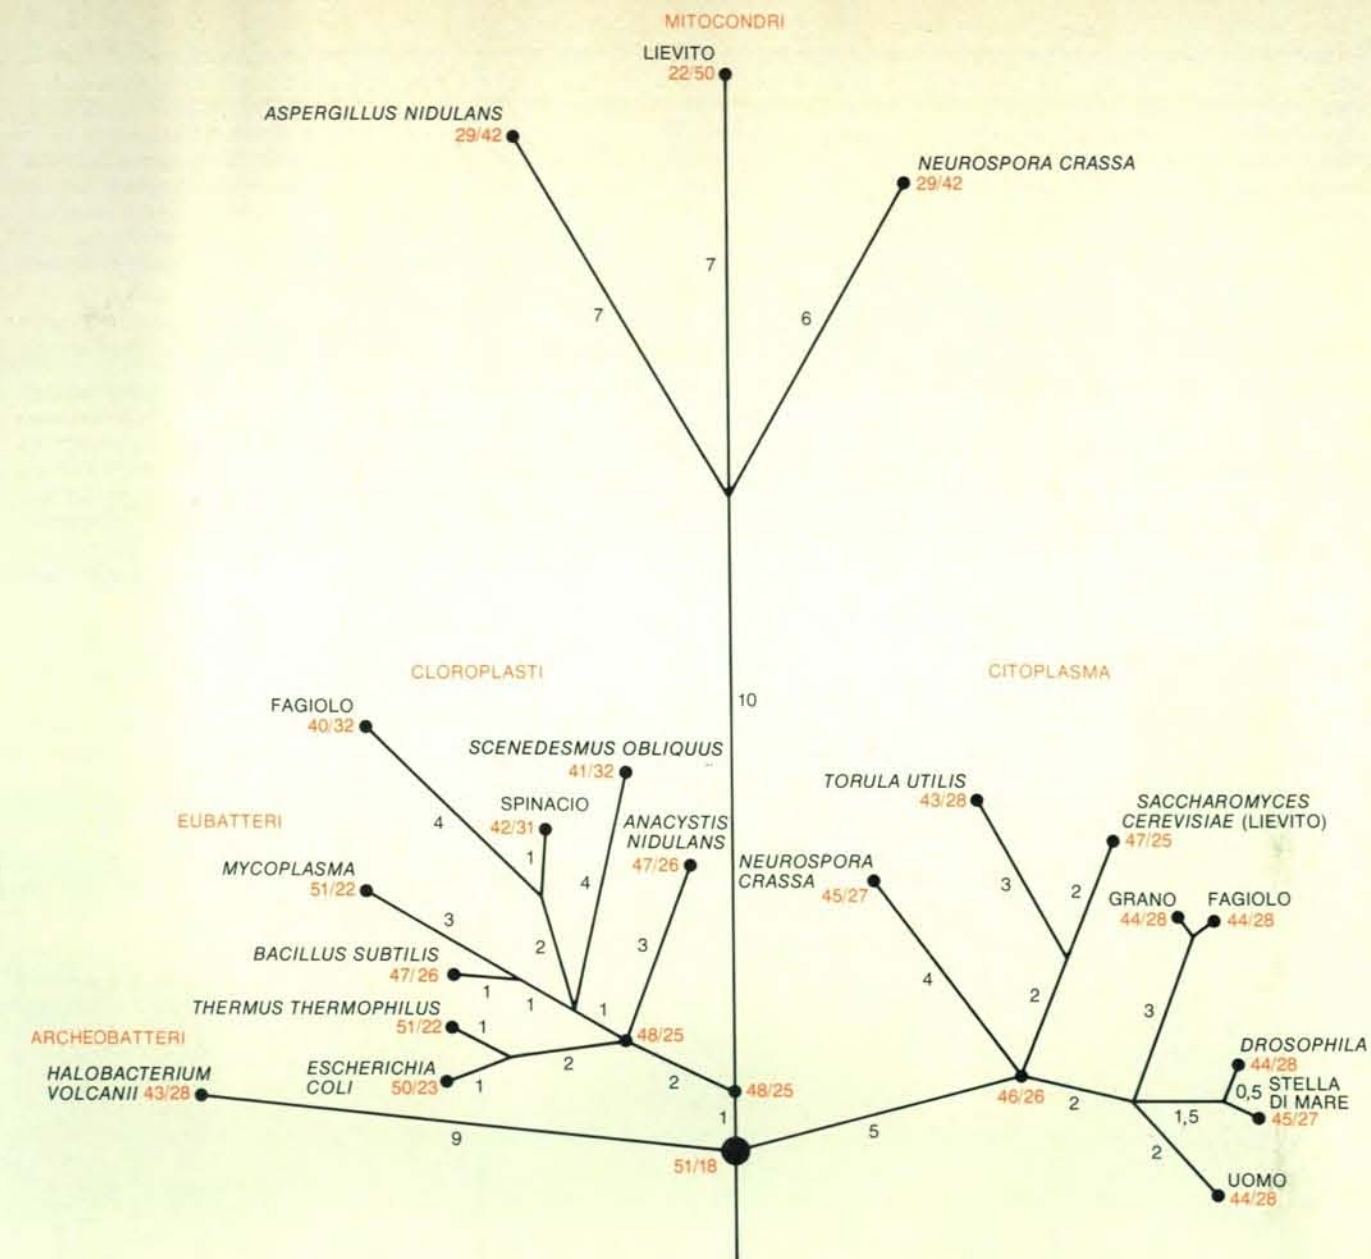 MITOCONDRI
LIEVITO
22/50
ASPERGILLUS NIDULANS
29/42
NEUROSPORA CRASSA
29/42
7
7
6
10
CLOROPLASTI
CITOPLASMA
FAGIOLO
40/32
SCENEDESMUS OBLIQUUS
41/32
SPINACIO
42/31
ANACYSTIS
NIDULANS
47/26
4
1
4
2
3
EUBATTERI
MYCOPLASMA
51/22
3
BACILLUS SUBTILIS
47/26
1
1
1
THERMUS THERMOPHILUS
51/22
1
48/25
ESCHERICHIA
COLI
50/23
1
2
2
48/25
1
ARCHEOBATTERI
HALOBACTERIUM
VOLCANII 43/28
9
51/18
5
TORULA UTILIS
43/28
SACCHAROMYCES
CEREVISIAE (LIEVITO)
47/25
NEUROSPORA
CRASSA
45/27
3
2
4
2
GRANO
44/28
FAGIOLO
44/28
3
46/26
2
DROSOPHILA
44/28
0,5
STELLA
DI MARE
45/27
1,5
2
UOMO
44/28